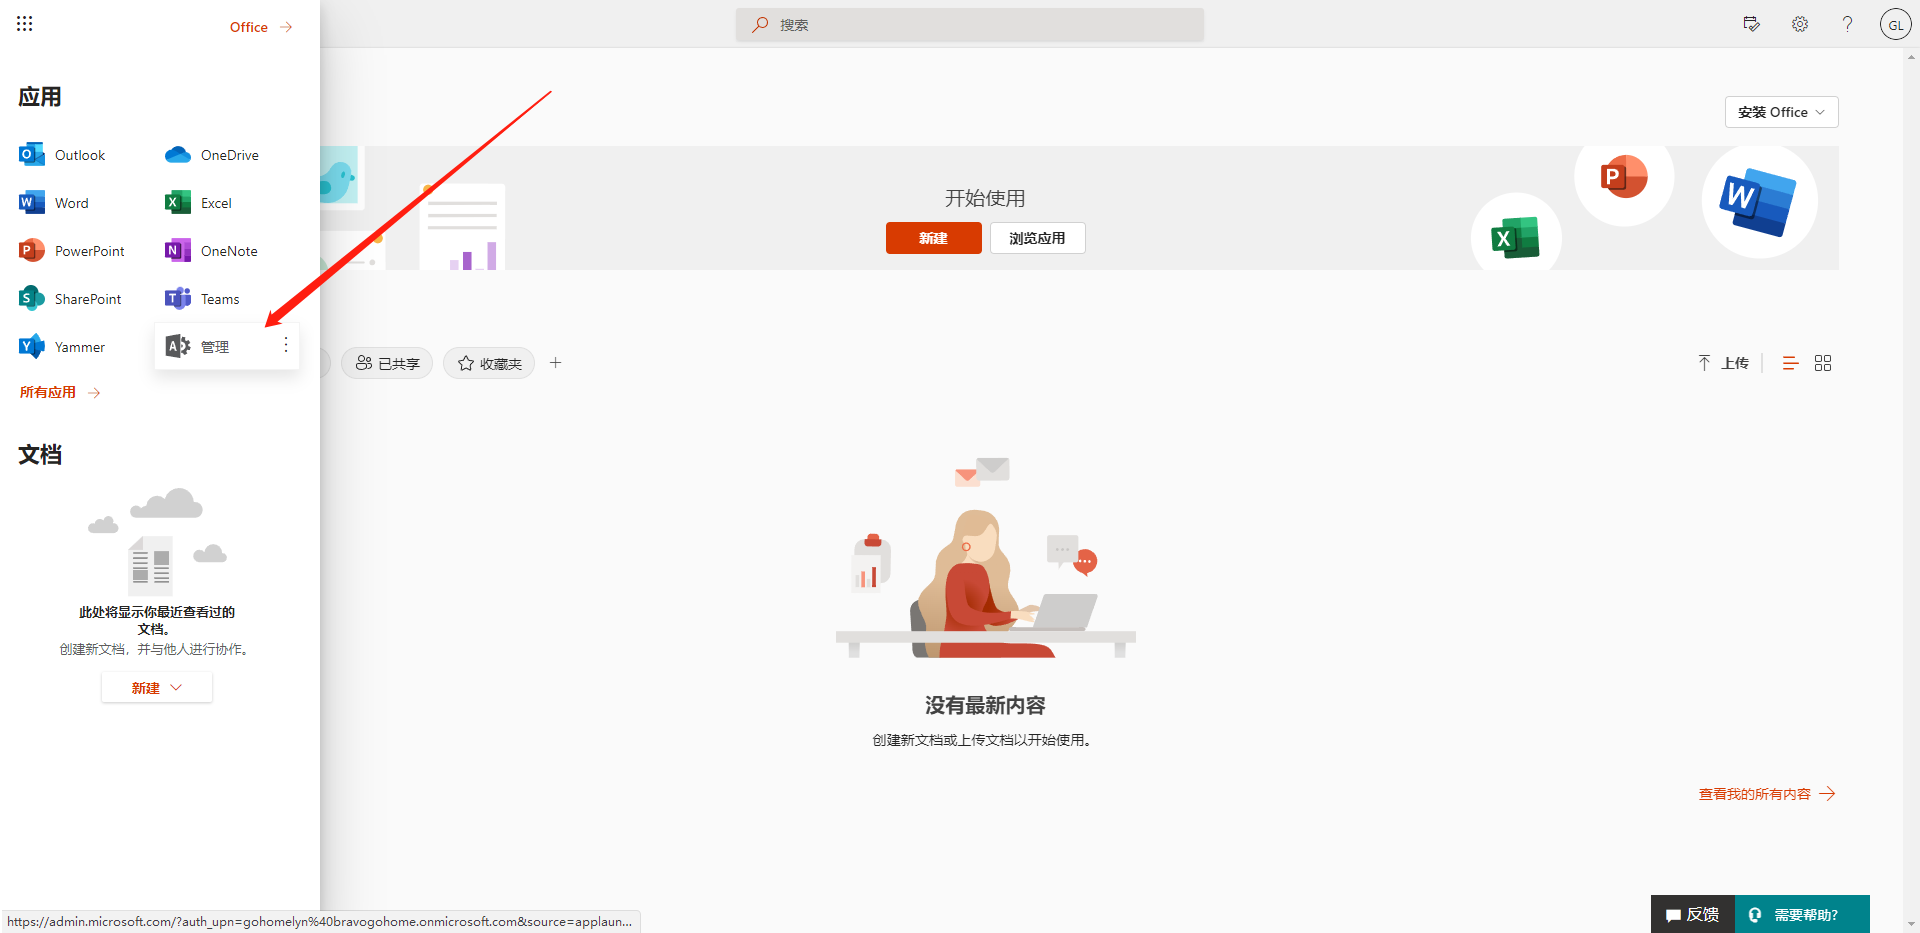 Office
搜索
GL
应用
安装 Office
Outlook
OneDrive
Word
Excel
PowerPoint
OneNote
SharePoint
Teams
Yammer
管理
所有应用
开始使用
新建
浏览应用
已共享
收藏夹
上传
文档
此处将显示你最近查看过的
文档。
创建新文档，并与他人进行协作。
新建
没有最新内容
创建新文档或上传文档以开始使用。
查看我的所有内容
https://admin.microsoft.com/?auth_upn=gohomelyn%40bravogohome.onmicrosoft.com&source=applaun...
反馈
需要帮助?